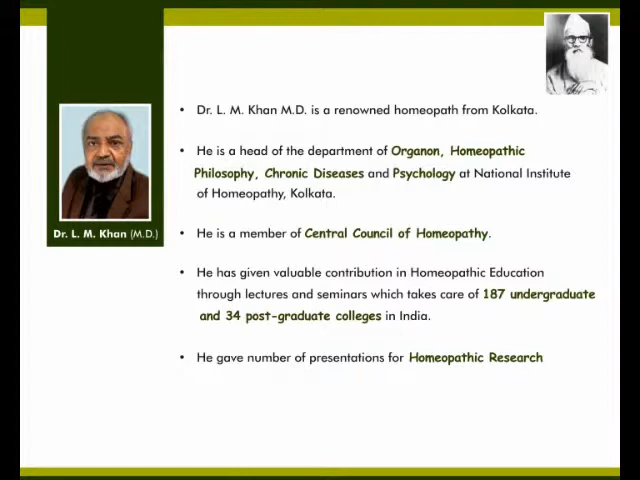 • Dr. L. M. Khan M.D. is a renowned homeopath from Kolkata.
• He is a head of the department of Organon, Homeopathic
Philosophy, Chronic Diseases and Psychology at National Institute
of Homeopathy, Kolkata.
Dr. L. M. Khan (M.D.)
• He is a member of Central Council of Homeopathy.
• He has given valuable contribution in Homeopathic Education
through lectures and seminars which takes care of 187 undergraduate
and 34 post-graduate colleges in India.
• He gave number of presentations for Homeopathic Research